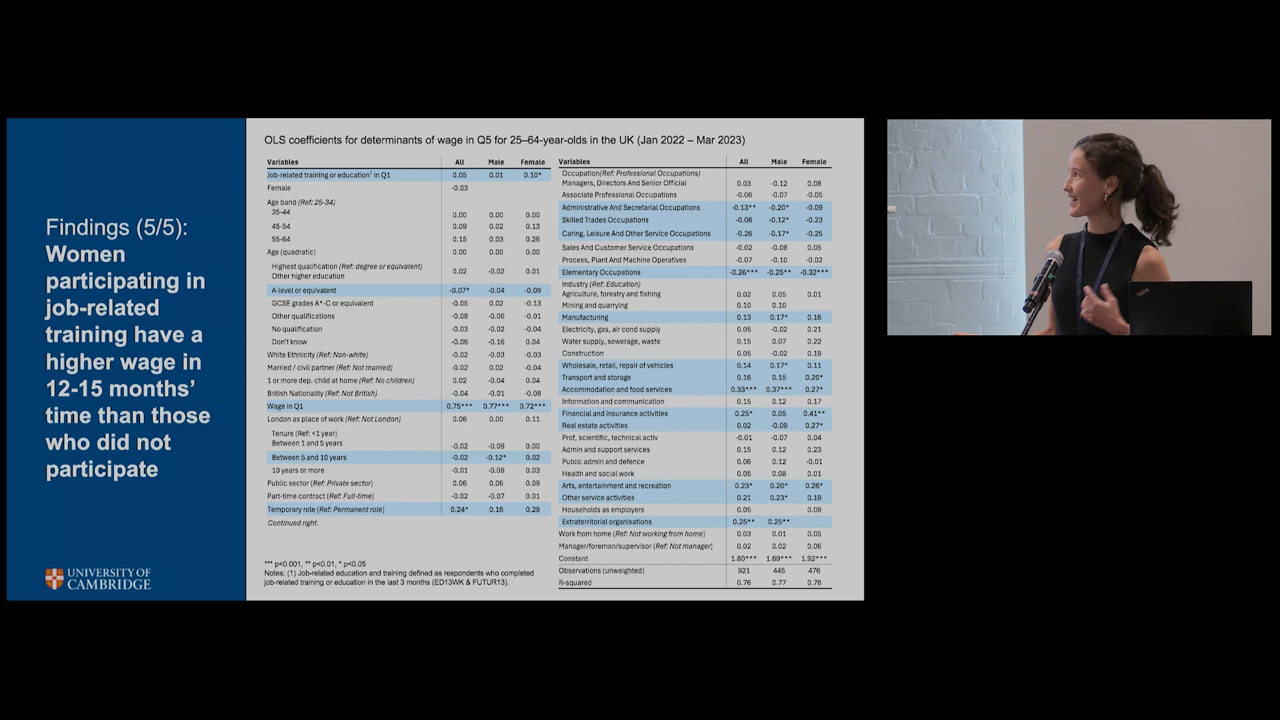 Findings (5/5):
Women
participating in
job-related
training have a
higher wage in
12-15 months'
time than those
who did not
participate
UNIVERSITY OF
CAMBRIDGE
OLS coefficients for determinants of wage in Q5 for 25–64-year-olds in the UK (Jan 2022 – Mar 2023)
Variables All Male Female
Job-related training or education¹ in Q1 0.05 0.01 0.10*
Female -0.03
Age band (Ref: 25-34)
35-44 0.00 0.00 0.00
45-54 0.09 0.02 0.13
55-64 0.15 0.03 0.26
Age (quadratic) 0.00 0.00 0.00
Highest qualification (Ref: degree or equivalent)
Other higher education 0.02 -0.02 0.01
A-level or equivalent -0.07* -0.04 -0.09
GCSE grades A*-C or equivalent -0.05 0.02 -0.13
Other qualifications -0.08 -0.08 -0.01
No qualification -0.03 -0.02 -0.04
Don't know -0.06 -0.16 0.04
White Ethnicity (Ref: Non-white) -0.02 -0.03 -0.03
Married / civil partner (Ref: Not married) -0.02 0.02 -0.04
1 or more dep. child at home (Ref: No children) 0.02 -0.04 0.04
British Nationality (Ref: Not British) -0.04 -0.01 -0.08
Wage in Q1 0.75*** 0.77*** 0.72***
London as place of work (Ref: Not London) 0.06 0.00 0.11
Tenure (Ref: <1 year)
Between 1 and 5 years -0.02 -0.09 0.00
Between 5 and 10 years -0.02 -0.12* 0.02
10 years or more -0.01 -0.09 0.03
Public sector (Ref: Private sector) 0.06 0.06 0.09
Part-time contract (Ref: Full-time) -0.02 -0.07 0.01
Temporary role (Ref: Permanent role) 0.24* 0.16 0.29
Continued right.
*** p<0.001, ** p<0.01, * p<0.05
Notes: (1) Job-related education and training defined as respondents who completed
job-related training or education in the last 3 months (ED13WK & FUTUR13).
Variables All Male Female
Occupation(Ref: Professional Occupations)
Managers, Directors And Senior Official 0.03 -0.12 0.08
Associate Professional Occupations -0.06 -0.07 -0.05
Administrative And Secretarial Occupations -0.13** -0.20* -0.09
Skilled Trades Occupations -0.06 -0.12* -0.23
Caring, Leisure And Other Service Occupations -0.26 -0.17* -0.25
Sales And Customer Service Occupations -0.02 -0.08 0.05
Process, Plant And Machine Operatives -0.07 -0.10 -0.02
Elementary Occupations -0.26*** -0.25** -0.32***
Industry (Ref: Education)
Agriculture, forestry and fishing 0.02 0.05 0.01
Mining and quarrying 0.10 0.10
Manufacturing 0.13 0.17* 0.16
Electricity, gas, air cond supply 0.05 -0.02 0.21
Water supply, sewerage, waste 0.15 0.07 0.22
Construction 0.05 -0.02 0.19
Wholesale, retail, repair of vehicles 0.14 0.17* 0.11
Transport and storage 0.16 0.15 0.20*
Accommodation and food services 0.33*** 0.37*** 0.27*
Information and communication 0.15 0.12 0.17
Financial and insurance activities 0.25* 0.05 0.41**
Real estate activities 0.02 -0.09 0.27*
Prof, scientific, technical activ -0.01 -0.07 0.04
Admin and support services 0.15 0.12 0.23
Public admin and defence 0.06 0.12 -0.01
Health and social work 0.05 0.08 0.01
Arts, entertainment and recreation 0.23* 0.20* 0.26*
Other service activities 0.21 0.23* 0.19
Households as employers 0.05 0.09
Extraterritorial organisations 0.25** 0.25**
Work from home (Ref: Not working from home) 0.03 0.01 0.05
Manager/foreman/supervisor (Ref: Not manager) 0.02 0.02 0.06
Constant 1.80*** 1.69*** 1.92***
Observations (unweighted) 921 445 476
R-squared 0.76 0.77 0.78